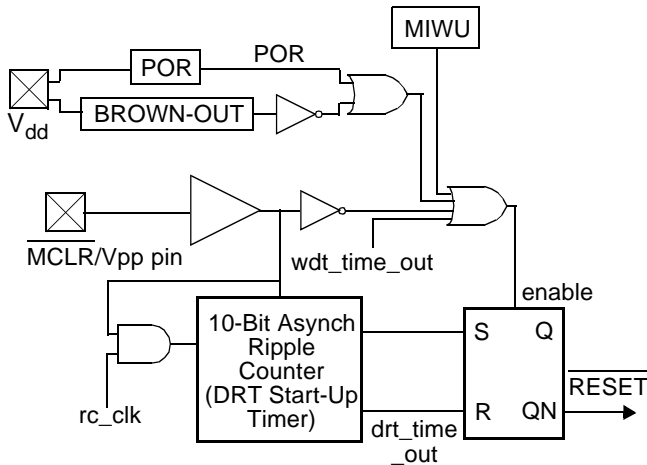 MIWU
POR
POR
BROWN-OUT
Vdd
MCLR/Vpp pin
wdt_time_out
enable
10-Bit Asynch
Ripple
Counter
(DRT Start-Up
Timer)
S Q
RESET
R QN
rc_clk
drt_time
_out